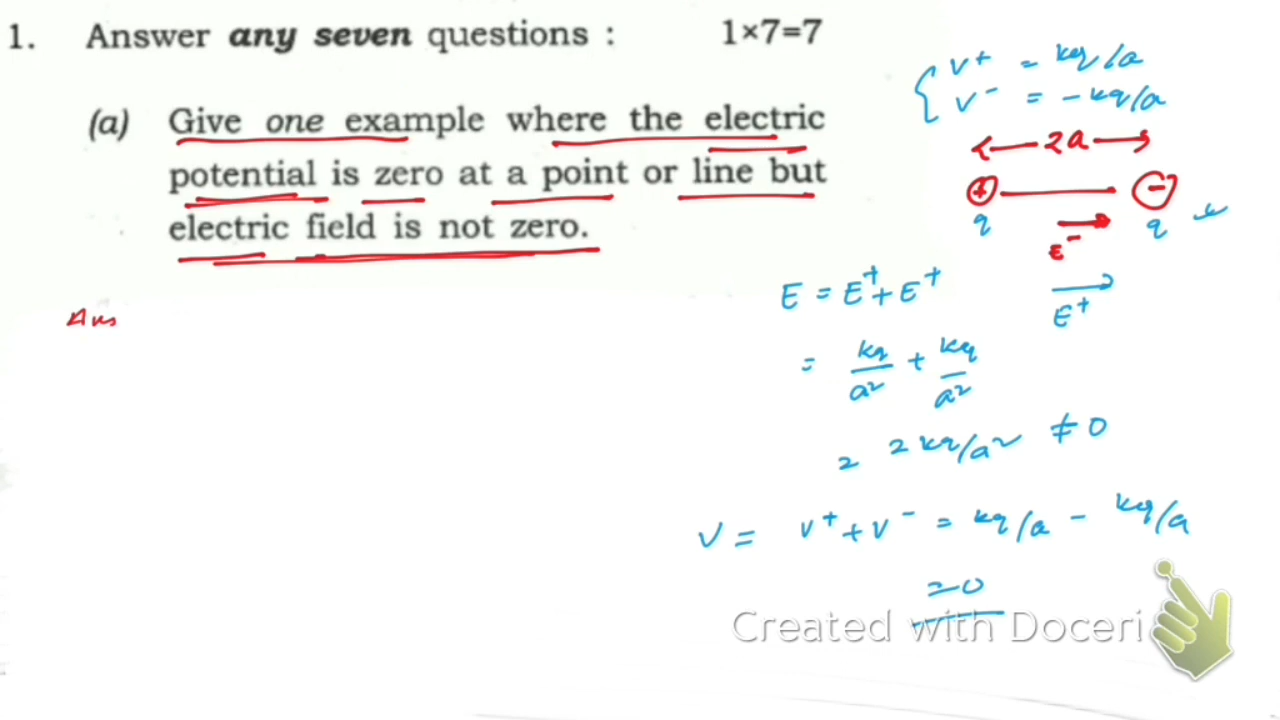 1. Answer any seven questions : 1×7=7
(a) Give one example where the electric
potential is zero at a point or line but
electric field is not zero.
Ans
V+ = kq/a
V- = -kq/a
2a
+ -
q q
E-
E+
E = E+ + E+
= kq/a² + kq/a²
= 2kq/a² ≠ 0
V = V+ + V- = kq/a - kq/a
=0
Created with Doceri